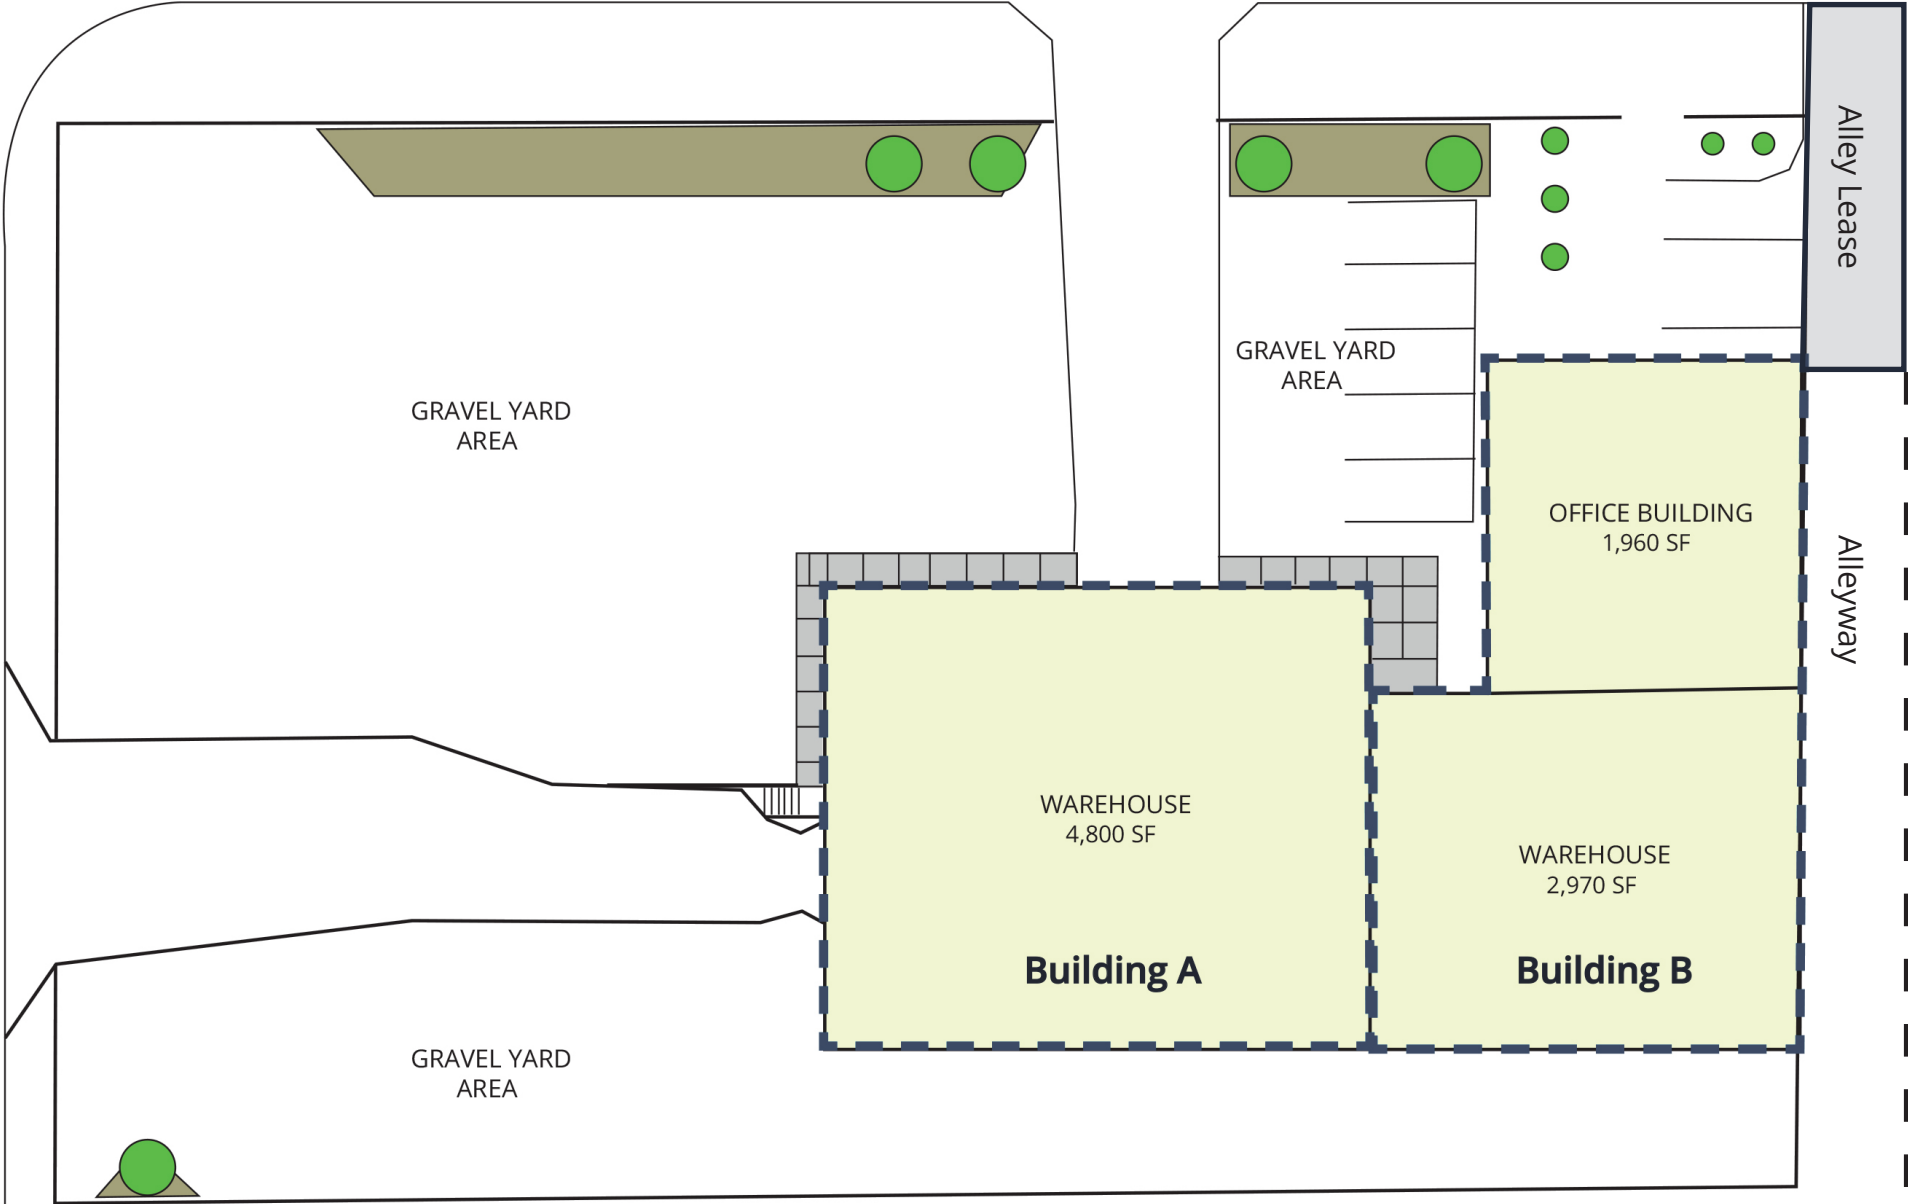 Alley Lease
GRAVEL YARD
AREA
GRAVEL YARD
AREA
OFFICE BUILDING
1,960 SF
Alleyway
WAREHOUSE
4,800 SF
WAREHOUSE
2,970 SF
Building A
Building B
GRAVEL YARD
AREA